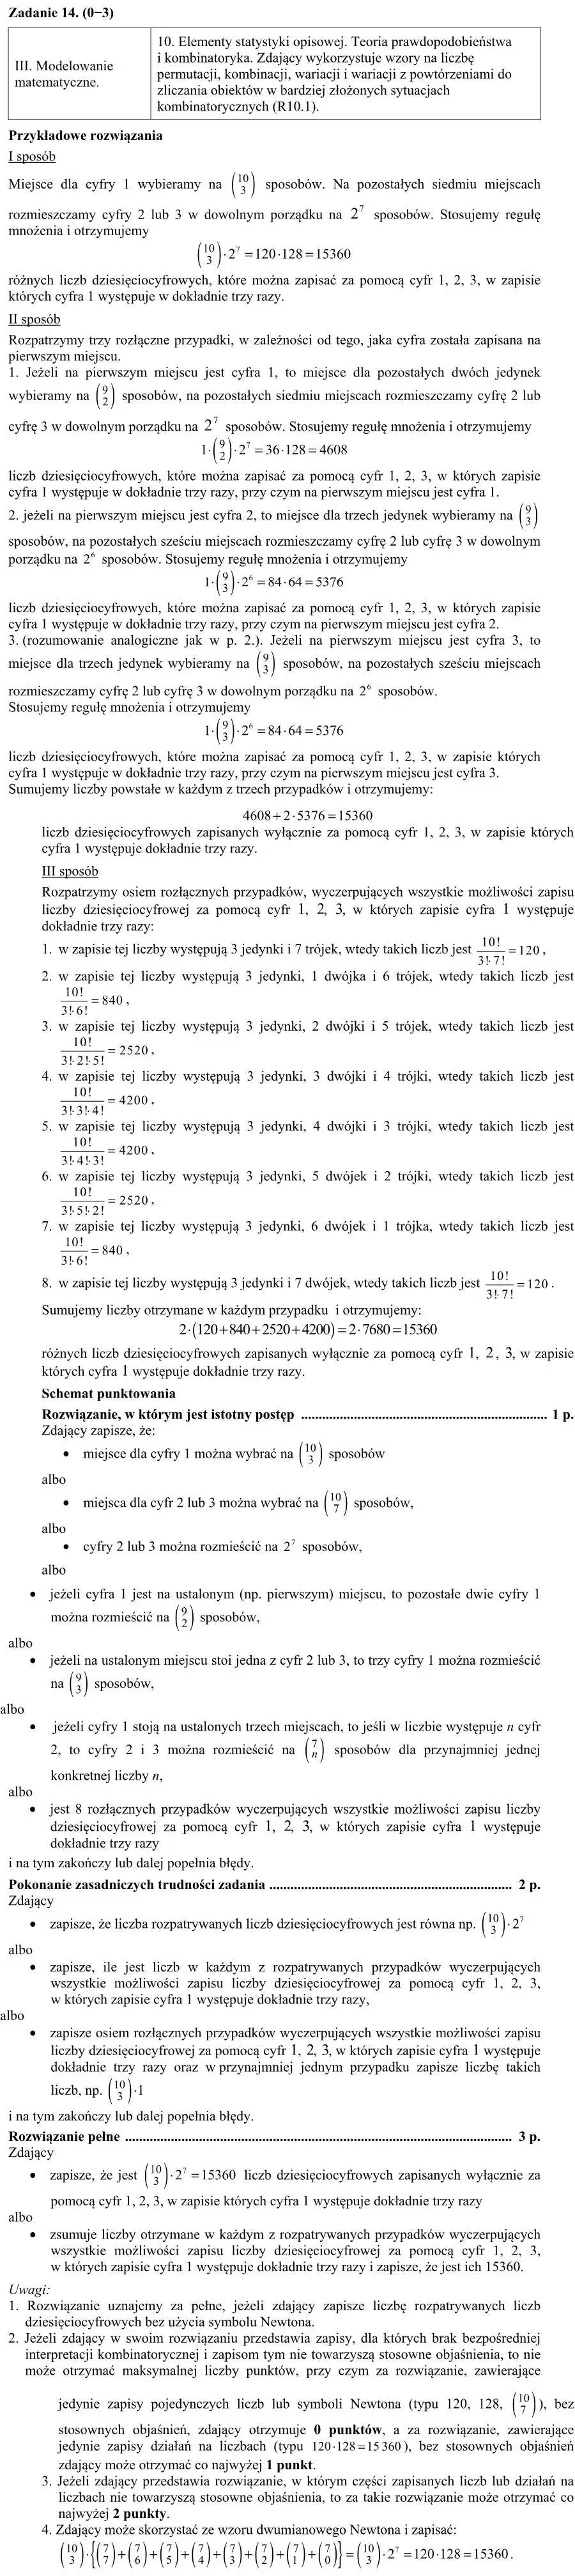 Zadanie 14. (0−3)
III. Modelowanie
matematyczne.
10. Elementy statystyki opisowej. Teoria prawdopodobieństwa
i kombinatoryka. Zdający wykorzystuje wzory na liczbę
permutacji, kombinacji, wariacji i wariacji z powtórzeniami do
zliczania obiektów w bardziej złożonych sytuacjach
kombinatorycznych (R10.1).
Przykładowe rozwiązania
I sposób
Miejsce dla cyfry 1 wybieramy na (10 3) sposobów. Na pozostałych siedmiu miejscach
rozmieszczamy cyfry 2 lub 3 w dowolnym porządku na 2⁷ sposobów. Stosujemy regułę
mnożenia i otrzymujemy
(10 3)·2⁷ = 120·128 = 15360
różnych liczb dziesięciocyfrowych, które można zapisać za pomocą cyfr 1, 2, 3, w zapisie
których cyfra 1 występuje w dokładnie trzy razy.
II sposób
Rozpatrzymy trzy rozłączne przypadki, w zależności od tego, jaka cyfra została zapisana na
pierwszym miejscu.
1. Jeżeli na pierwszym miejscu jest cyfra 1, to miejsce dla pozostałych dwóch jedynek
wybieramy na (9 2) sposobów, na pozostałych siedmiu miejscach rozmieszczamy cyfrę 2 lub
cyfrę 3 w dowolnym porządku na 2⁷ sposobów. Stosujemy regułę mnożenia i otrzymujemy
1·(9 2)·2⁷ = 36·128 = 4608
liczb dziesięciocyfrowych, które można zapisać za pomocą cyfr 1, 2, 3, w których zapisie
cyfra 1 występuje w dokładnie trzy razy, przy czym na pierwszym miejscu jest cyfra 1.
2. jeżeli na pierwszym miejscu jest cyfra 2, to miejsce dla trzech jedynek wybieramy na (9 3)
sposobów, na pozostałych sześciu miejscach rozmieszczamy cyfrę 2 lub cyfrę 3 w dowolnym
porządku na 2⁶ sposobów. Stosujemy regułę mnożenia i otrzymujemy
1·(9 3)·2⁶ = 84·64 = 5376
liczb dziesięciocyfrowych, które można zapisać za pomocą cyfr 1, 2, 3, w których zapisie
cyfra 1 występuje w dokładnie trzy razy, przy czym na pierwszym miejscu jest cyfra 2.
3. (rozumowanie analogiczne jak w p. 2.). Jeżeli na pierwszym miejscu jest cyfra 3, to
miejsce dla trzech jedynek wybieramy na (9 3) sposobów, na pozostałych sześciu miejscach
rozmieszczamy cyfrę 2 lub cyfrę 3 w dowolnym porządku na 2⁶ sposobów.
Stosujemy regułę mnożenia i otrzymujemy
1·(9 3)·2⁶ = 84·64 = 5376
liczb dziesięciocyfrowych, które można zapisać za pomocą cyfr 1, 2, 3, w zapisie których
cyfra 1 występuje w dokładnie trzy razy, przy czym na pierwszym miejscu jest cyfra 3.
Sumujemy liczby powstałe w każdym z trzech przypadków i otrzymujemy:
4608+2·5376 = 15360
liczb dziesięciocyfrowych zapisanych wyłącznie za pomocą cyfr 1, 2, 3, w zapisie których
cyfra 1 występuje dokładnie trzy razy.
III sposób
Rozpatrzymy osiem rozłącznych przypadków, wyczerpujących wszystkie możliwości zapisu
liczby dziesięciocyfrowej za pomocą cyfr 1, 2, 3, w których zapisie cyfra 1 występuje
dokładnie trzy razy:
1. w zapisie tej liczby występują 3 jedynki i 7 trójek, wtedy takich liczb jest 10!/(3!·7!) = 120,
2. w zapisie tej liczby występują 3 jedynki, 1 dwójka i 6 trójek, wtedy takich liczb jest
10!/(3!·6!) = 840,
3. w zapisie tej liczby występują 3 jedynki, 2 dwójki i 5 trójek, wtedy takich liczb jest
10!/(3!·2!·5!) = 2520,
4. w zapisie tej liczby występują 3 jedynki, 3 dwójki i 4 trójki, wtedy takich liczb jest
10!/(3!·3!·4!) = 4200,
5. w zapisie tej liczby występują 3 jedynki, 4 dwójki i 3 trójki, wtedy takich liczb jest
10!/(3!·4!·3!) = 4200,
6. w zapisie tej liczby występują 3 jedynki, 5 dwójek i 2 trójki, wtedy takich liczb jest
10!/(3!·5!·2!) = 2520,
7. w zapisie tej liczby występują 3 jedynki, 6 dwójek i 1 trójka, wtedy takich liczb jest
10!/(3!·6!) = 840,
8. w zapisie tej liczby występują 3 jedynki i 7 dwójek, wtedy takich liczb jest 10!/(3!·7!) = 120.
Sumujemy liczby otrzymane w każdym przypadku i otrzymujemy:
2·(120+840+2520+4200) = 2·7680 = 15360
różnych liczb dziesięciocyfrowych zapisanych wyłącznie za pomocą cyfr 1, 2, 3, w zapisie
których cyfra 1 występuje dokładnie trzy razy.
Schemat punktowania
Rozwiązanie, w którym jest istotny postęp ........ 1 p.
Zdający zapisze, że:
• miejsce dla cyfry 1 można wybrać na (10 3) sposobów
albo
• miejsca dla cyfr 2 lub 3 można wybrać na (10 7) sposobów,
albo
• cyfry 2 lub 3 można rozmieścić na 2⁷ sposobów,
albo
• jeżeli cyfra 1 jest na ustalonym (np. pierwszym) miejscu, to pozostałe dwie cyfry 1
można rozmieścić na (9 2) sposobów,
albo
• jeżeli na ustalonym miejscu stoi jedna z cyfr 2 lub 3, to trzy cyfry 1 można rozmieścić
na (9 3) sposobów,
albo
• jeżeli cyfry 1 stoją na ustalonych trzech miejscach, to jeśli w liczbie występuje n cyfr
2, to cyfry 2 i 3 można rozmieścić na (7 n) sposobów dla przynajmniej jednej
konkretnej liczby n,
albo
• jest 8 rozłącznych przypadków wyczerpujących wszystkie możliwości zapisu liczby
dziesięciocyfrowej za pomocą cyfr 1, 2, 3, w których zapisie cyfra 1 występuje
dokładnie trzy razy
i na tym zakończy lub dalej popełnia błędy.
Pokonanie zasadniczych trudności zadania ........ 2 p.
Zdający
• zapisze, że liczba rozpatrywanych liczb dziesięciocyfrowych jest równa np. (10 3)·2⁷
albo
• zapisze, ile jest liczb w każdym z rozpatrywanych przypadków wyczerpujących
wszystkie możliwości zapisu liczby dziesięciocyfrowej za pomocą cyfr 1, 2, 3,
w których zapisie cyfra 1 występuje dokładnie trzy razy,
albo
• zapisze osiem rozłącznych przypadków wyczerpujących wszystkie możliwości zapisu
liczby dziesięciocyfrowej za pomocą cyfr 1, 2, 3, w których zapisie cyfra 1 występuje
dokładnie trzy razy oraz w przynajmniej jednym przypadku zapisze liczbę takich
liczb, np. (10 3)·1
i na tym zakończy lub dalej popełnia błędy.
Rozwiązanie pełne ........ 3 p.
Zdający
• zapisze, że jest (10 3)·2⁷ = 15360 liczb dziesięciocyfrowych zapisanych wyłącznie za
pomocą cyfr 1, 2, 3, w zapisie których cyfra 1 występuje dokładnie trzy razy
albo
• zsumuje liczby otrzymane w każdym z rozpatrywanych przypadków wyczerpujących
wszystkie możliwości zapisu liczby dziesięciocyfrowej za pomocą cyfr 1, 2, 3,
w których zapisie cyfra 1 występuje dokładnie trzy razy i zapisze, że jest ich 15360.
Uwagi:
1. Rozwiązanie uznajemy za pełne, jeżeli zdający zapisze liczbę rozpatrywanych liczb
dziesięciocyfrowych bez użycia symbolu Newtona.
2. Jeżeli zdający w swoim rozwiązaniu przedstawia zapisy, dla których brak bezpośredniej
interpretacji kombinatorycznej i zapisom tym nie towarzyszą stosowne objaśnienia, to nie
może otrzymać maksymalnej liczby punktów, przy czym za rozwiązanie, zawierające
jedynie zapisy pojedynczych liczb lub symboli Newtona (typu 120, 128, (10 7)), bez
stosownych objaśnień, zdający otrzymuje 0 punktów, a za rozwiązanie, zawierające
jedynie zapisy działań na liczbach (typu 120·128 = 15 360), bez stosownych objaśnień
zdający może otrzymać co najwyżej 1 punkt.
3. Jeżeli zdający przedstawia rozwiązanie, w którym części zapisanych liczb lub działań na
liczbach nie towarzyszą stosowne objaśnienia, to za takie rozwiązanie może otrzymać co
najwyżej 2 punkty.
4. Zdający może skorzystać ze wzoru dwumianowego Newtona i zapisać:
(10 3)·{(7 7)+(7 6)+(7 5)+(7 4)+(7 3)+(7 2)+(7 1)+(7 0)} = (10 3)·2⁷ = 120·128 = 15360.